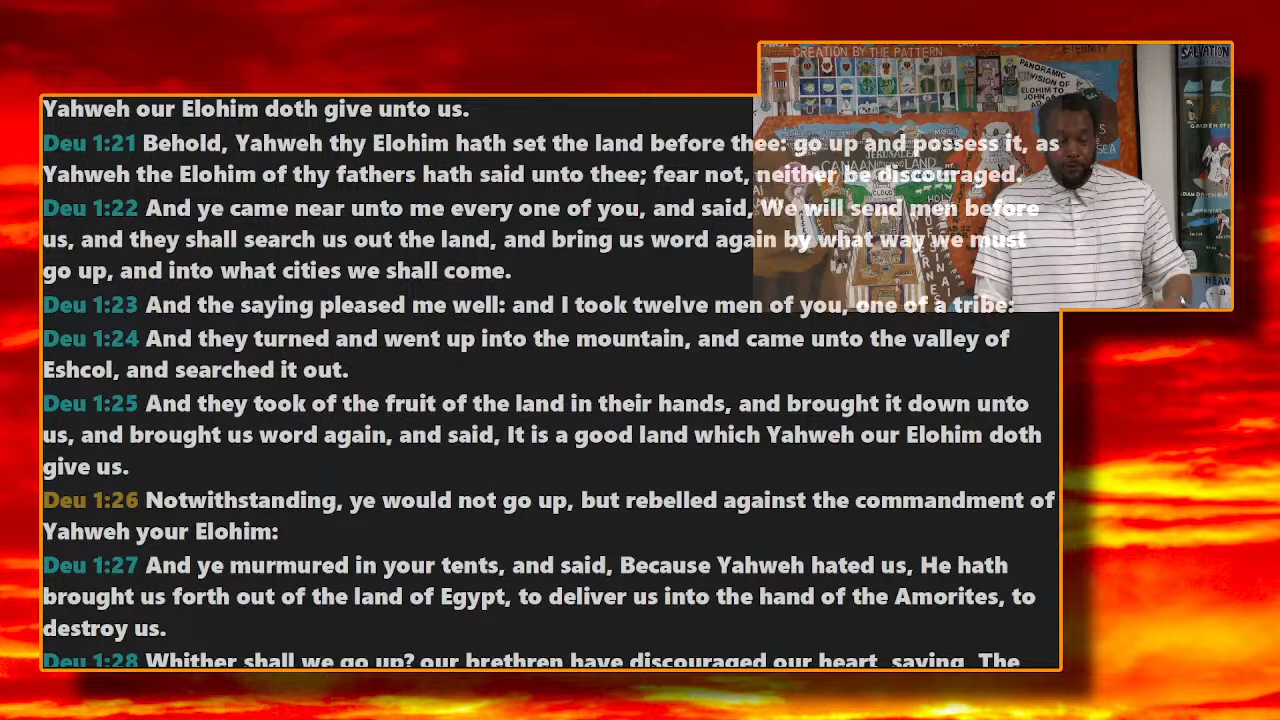 CREATION BY THE PATTERN
ETERNITY
SALVATION
PANORAMIC
VISION OF
ELOHIM TO
JOHN
Yahweh our Elohim doth give unto us.
Deu 1:21 Behold, Yahweh thy Elohim hath set the land before thee: go up and possess it, as
Yahweh the Elohim of thy fathers hath said unto thee; fear not, neither be discouraged.
Deu 1:22 And ye came near unto me every one of you, and said, We will send men before
us, and they shall search us out the land, and bring us word again by what way we must
go up, and into what cities we shall come.
Deu 1:23 And the saying pleased me well: and I took twelve men of you, one of a tribe:
Deu 1:24 And they turned and went up into the mountain, and came unto the valley of
Eshcol, and searched it out.
Deu 1:25 And they took of the fruit of the land in their hands, and brought it down unto
us, and brought us word again, and said, It is a good land which Yahweh our Elohim doth
give us.
Deu 1:26 Notwithstanding, ye would not go up, but rebelled against the commandment of
Yahweh your Elohim:
Deu 1:27 And ye murmured in your tents, and said, Because Yahweh hated us, He hath
brought us forth out of the land of Egypt, to deliver us into the hand of the Amorites, to
destroy us.
Deu 1:28 Whither shall we go up? our brethren have discouraged our heart, saying, The
JERUSALEM
CANAAN LAND
CLOUD
HOLY
SEA